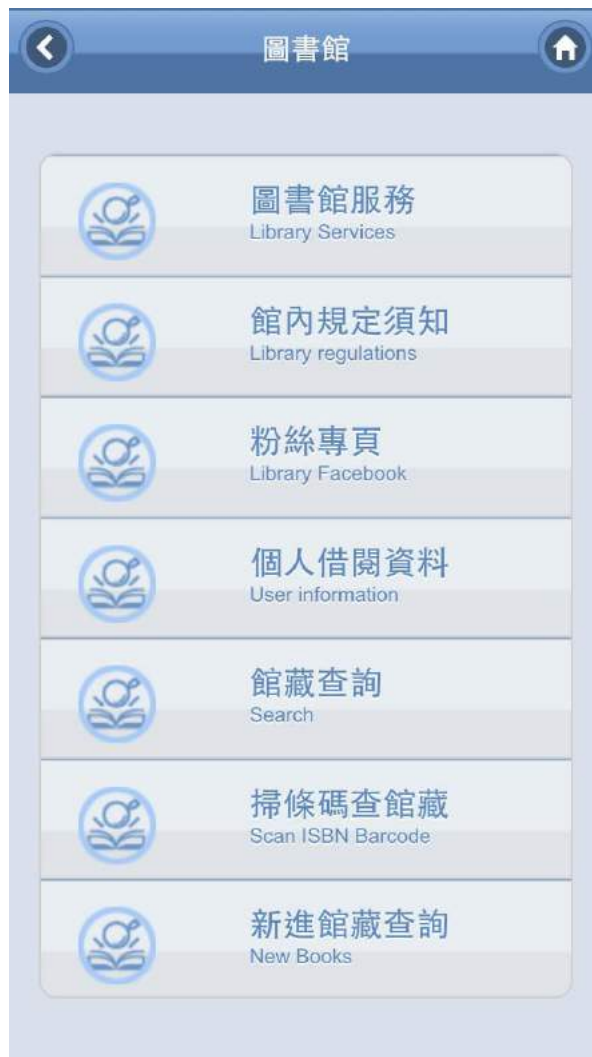 圖書館
圖書館服務
Library Services
館內規定須知
Library regulations
粉絲專頁
Library Facebook
個人借閱資料
User information
館藏查詢
Search
掃條碼查館藏
Scan ISBN Barcode
新進館藏查詢
New Books